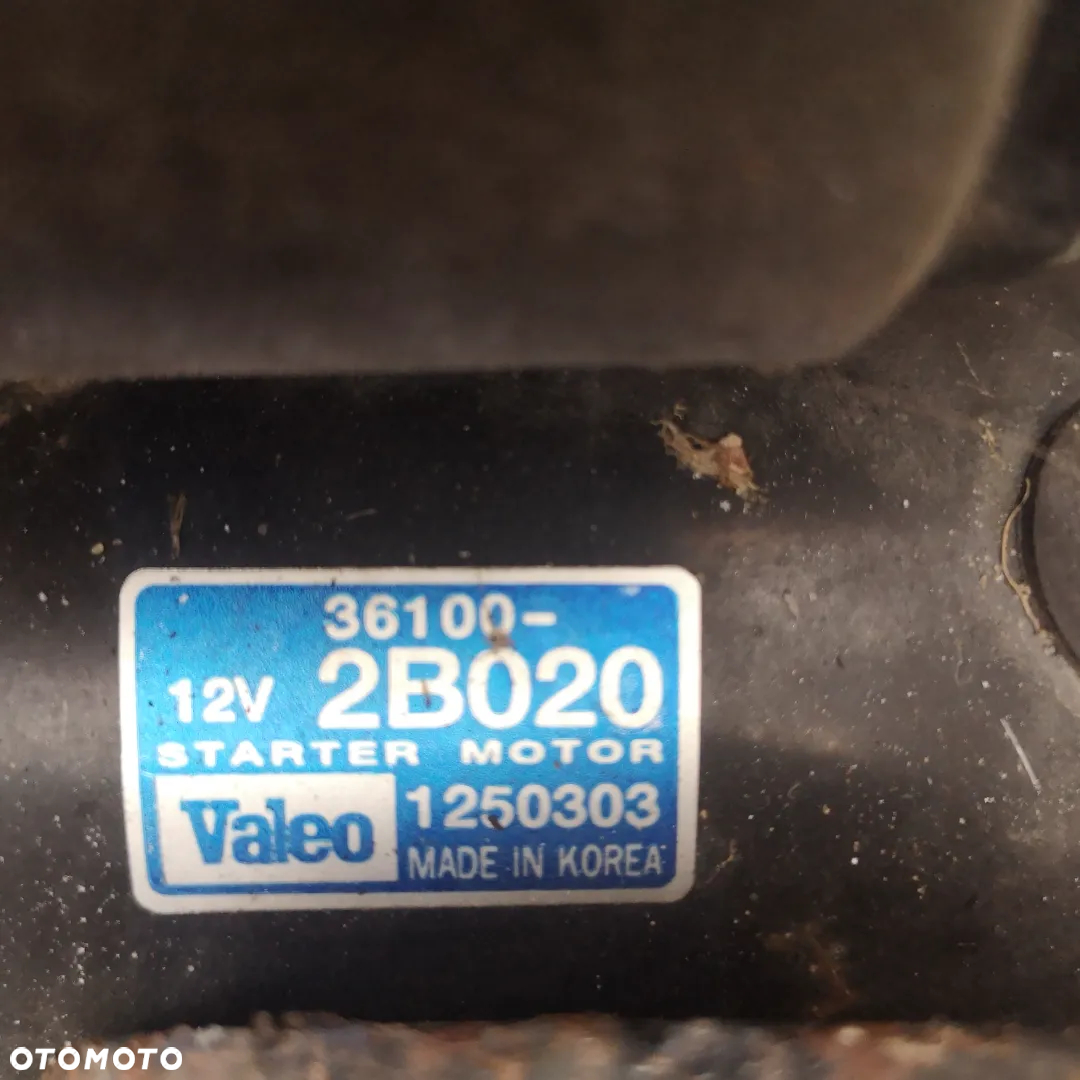 36100-
12V 2B020
STARTER MOTOR
Valeo 1250303
MADE IN KOREA
OTOMOTO